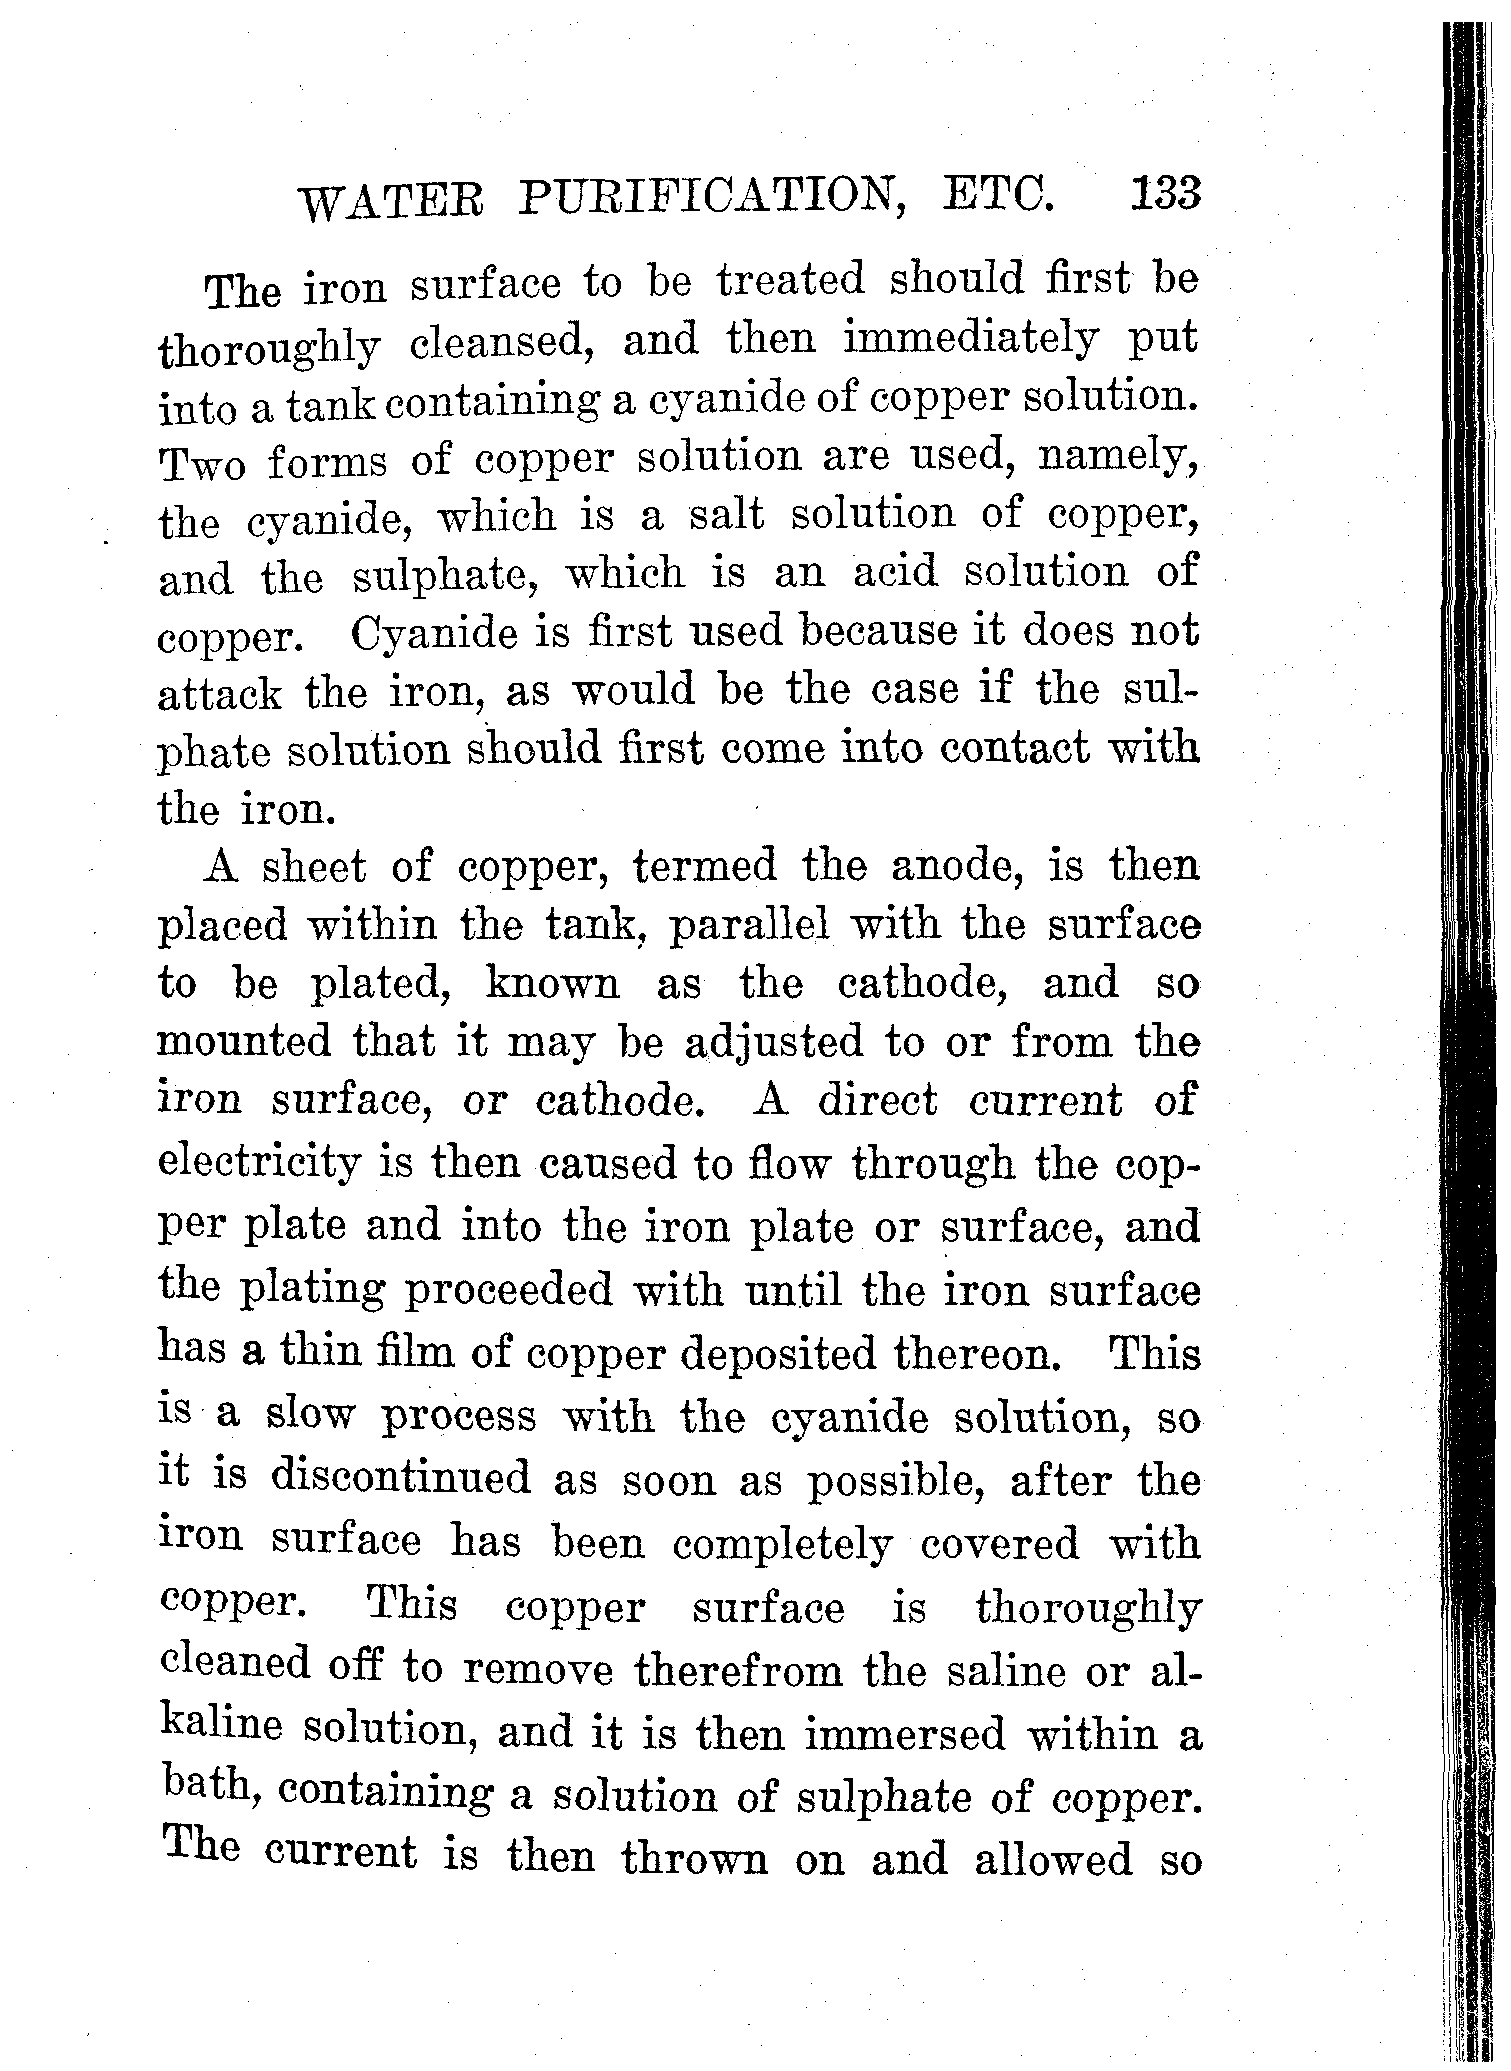 WATER PURIFICATION, ETC. 133
The iron surface to be treated should first be
thoroughly cleansed, and then immediately put
into a tank containing a cyanide of copper solution.
Two forms of copper solution are used, namely,
the cyanide, which is a salt solution of copper,
and the sulphate, which is an acid solution of
copper. Cyanide is first used because it does not
attack the iron, as would be the case if the sul-
phate solution should first come into contact with
the iron.
A sheet of copper, termed the anode, is then
placed within the tank, parallel with the surface
to be plated, known as the cathode, and so
mounted that it may be adjusted to or from the
iron surface, or cathode. A direct current of
electricity is then caused to flow through the cop-
per plate and into the iron plate or surface, and
the plating proceeded with until the iron surface
has a thin film of copper deposited thereon. This
is a slow process with the cyanide solution, so
it is discontinued as soon as possible, after the
iron surface has been completely covered with
copper. This copper surface is thoroughly
cleaned off to remove therefrom the saline or al-
kaline solution, and it is then immersed within a
bath, containing a solution of sulphate of copper.
The current is then thrown on and allowed so